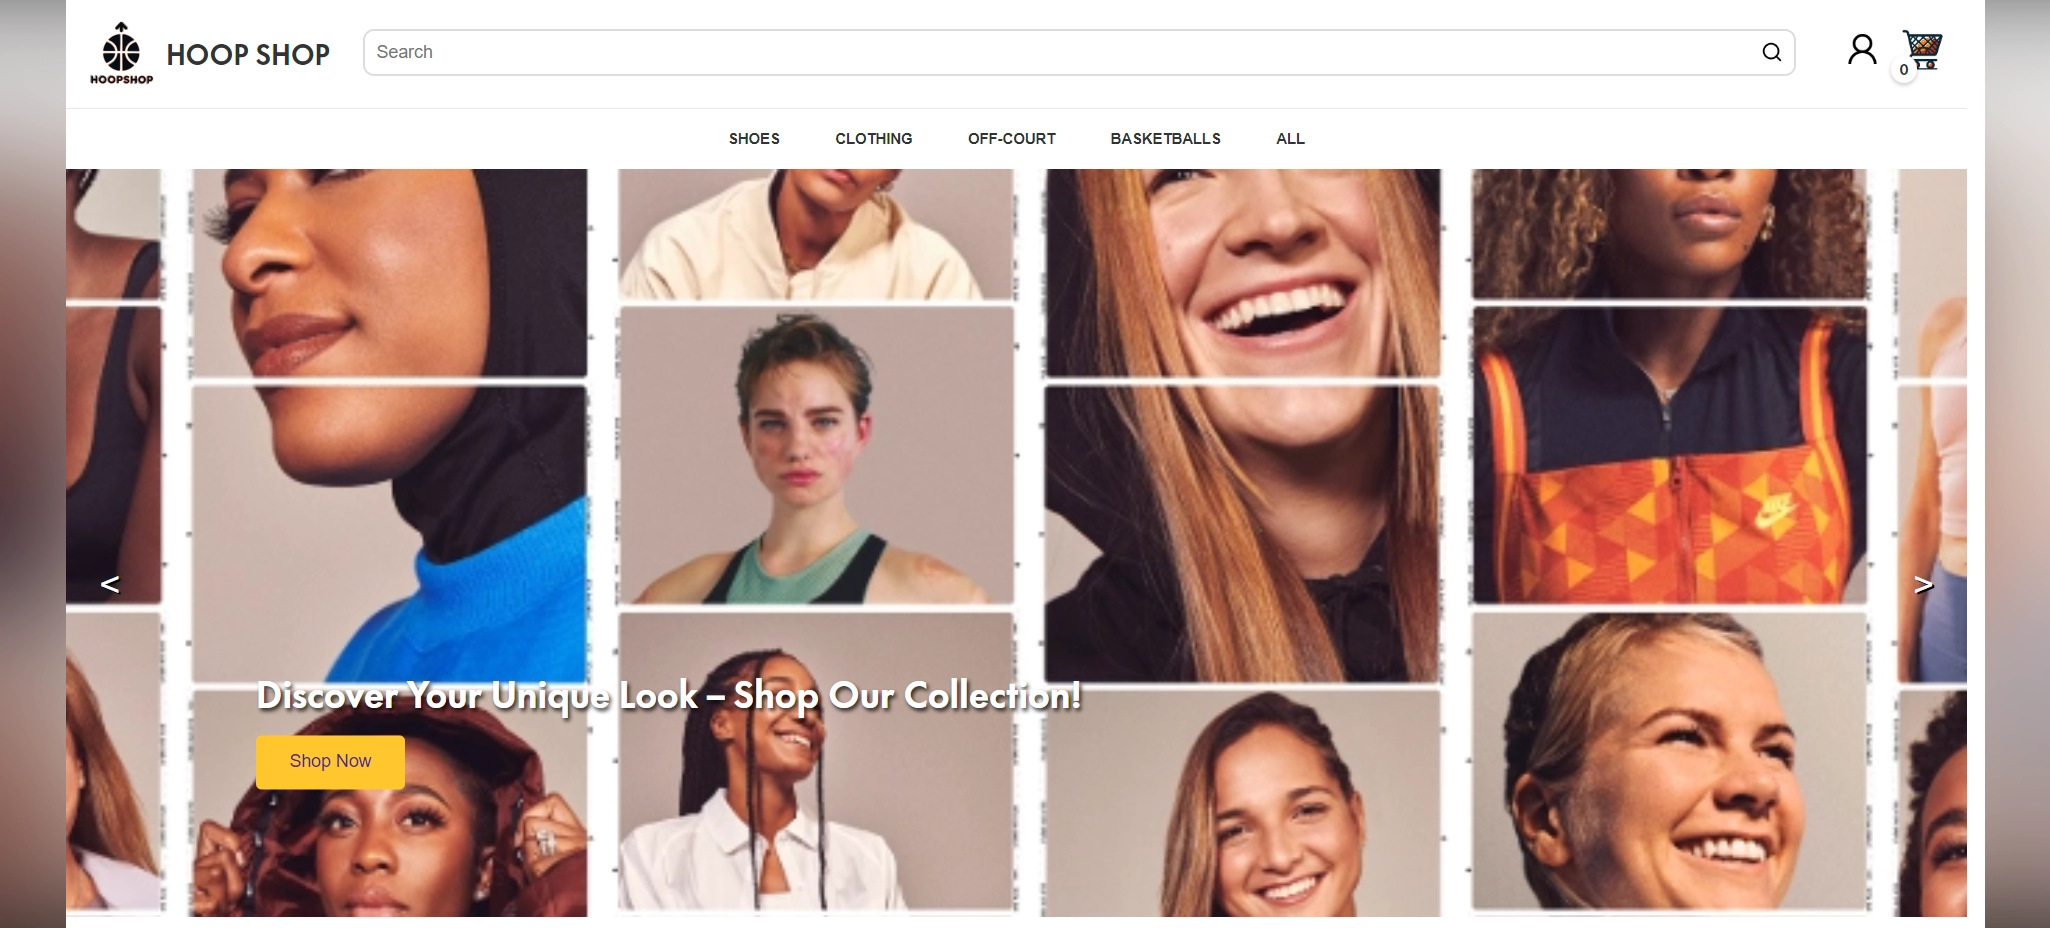 HOOPSHOP
HOOP SHOP
Search
0
SHOES
CLOTHING
OFF-COURT
BASKETBALLS
ALL
<
>
Discover Your Unique Look – Shop Our Collection!
Shop Now